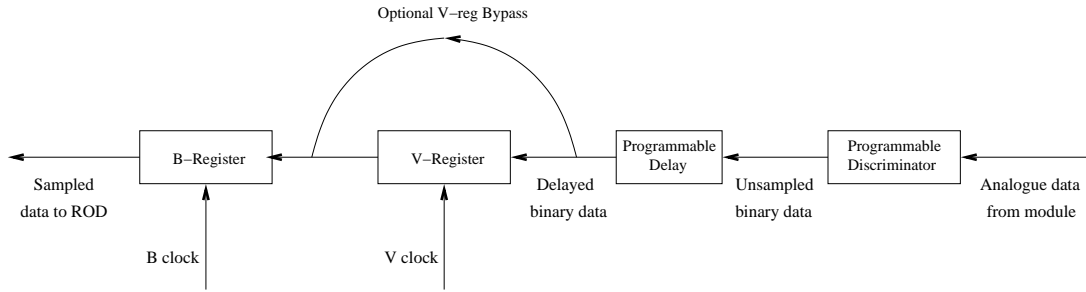 Optional V−reg Bypass
B−Register
V−Register
Programmable
Delay
Programmable
Discriminator
Sampled
data to ROD
Delayed
binary data
Unsampled
binary data
Analogue data
from module
B clock
V clock